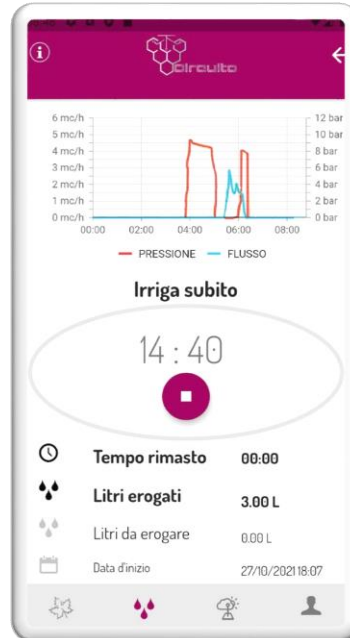 Circuito
6 mc/h 12 bar
5 mc/h 10 bar
4 mc/h 8 bar
3 mc/h 6 bar
2 mc/h 4 bar
1 mc/h 2 bar
0 mc/h 0 bar
00:00 02:00 04:00 06:00 08:00
PRESSIONE FLUSSO
Irriga subito
14 : 40
Tempo rimasto 00:00
Litri erogati 3.00 L
Litri da erogare 0.00 L
Data d'inizio 27/10/2021 18:07